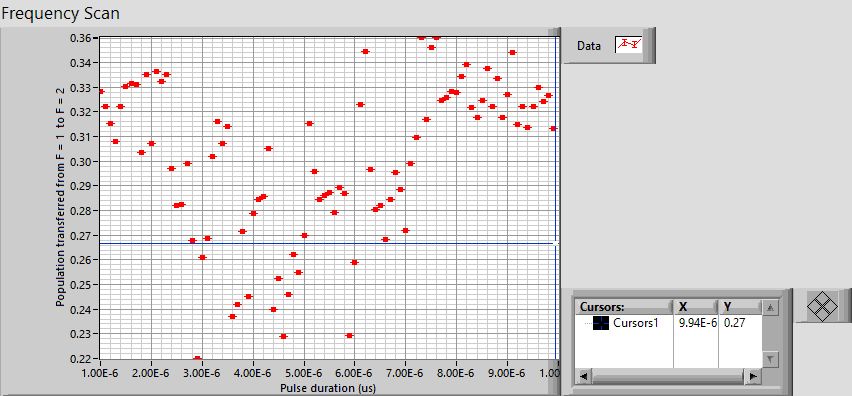 Frequency Scan
Data
Population transferred from F = 1 to F = 2
0.36
0.35
0.34
0.33
0.32
0.31
0.30
0.29
0.28
0.27
0.26
0.25
0.24
0.23
0.22
1.00E-6 2.00E-6 3.00E-6 4.00E-6 5.00E-6 6.00E-6 7.00E-6 8.00E-6 9.00E-6 1.00
Pulse duration (us)
Cursors: X Y
Cursors1 9.94E-6 0.27